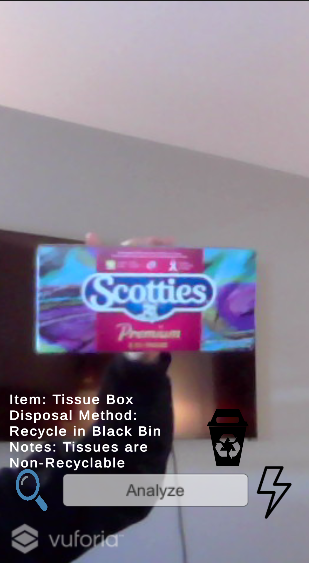 Scotties
Premium
Item: Tissue Box
Disposal Method:
Recycle in Black Bin
Notes: Tissues are
Non-Recyclable
Analyze
vuforia